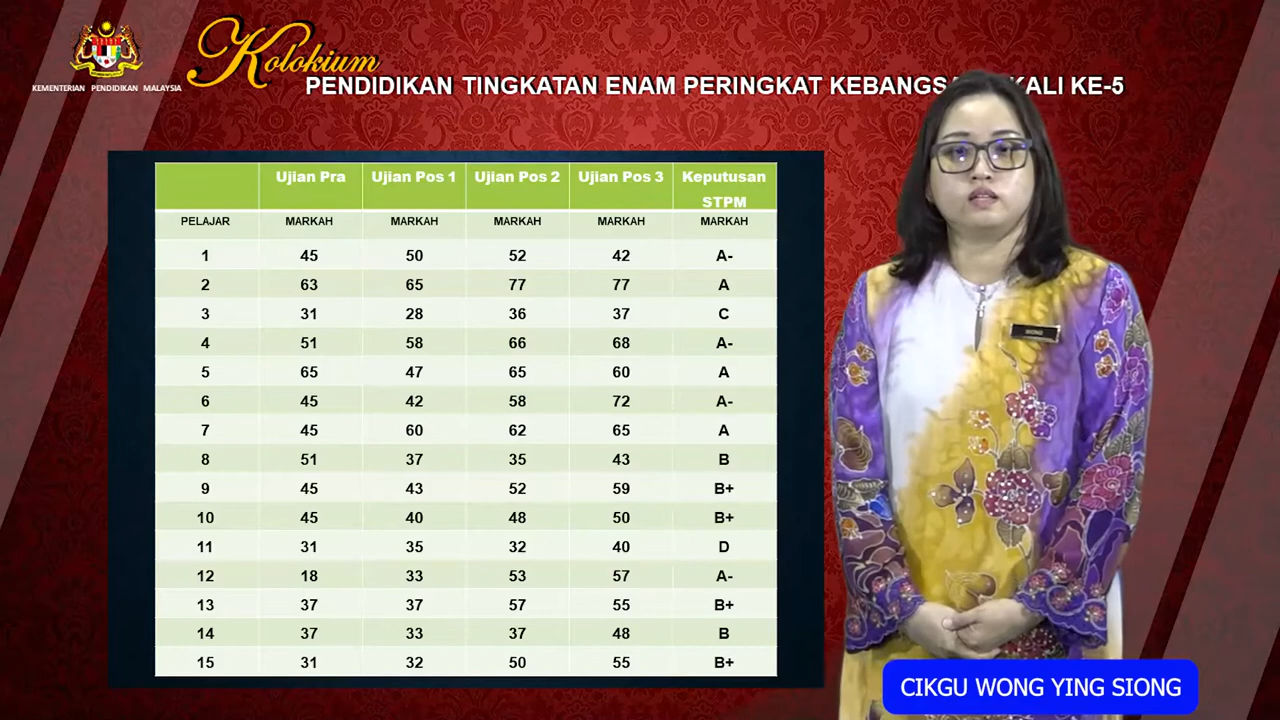 Kolokium
KEMENTERIAN PENDIDIKAN MALAYSIA
PENDIDIKAN TINGKATAN ENAM PERINGKAT KEBANGSA KALI KE-5
Ujian Pra Ujian Pos 1 Ujian Pos 2 Ujian Pos 3 Keputusan
STPM
PELAJAR MARKAH MARKAH MARKAH MARKAH MARKAH
1 45 50 52 42 A-
2 63 65 77 77 A
3 31 28 36 37 C
4 51 58 66 68 A-
5 65 47 65 60 A
6 45 42 58 72 A-
7 45 60 62 65 A
8 51 37 35 43 B
9 45 43 52 59 B+
10 45 40 48 50 B+
11 31 35 32 40 D
12 18 33 53 57 A-
13 37 37 57 55 B+
14 37 33 37 48 B
15 31 32 50 55 B+
WONG
CIKGU WONG YING SIONG